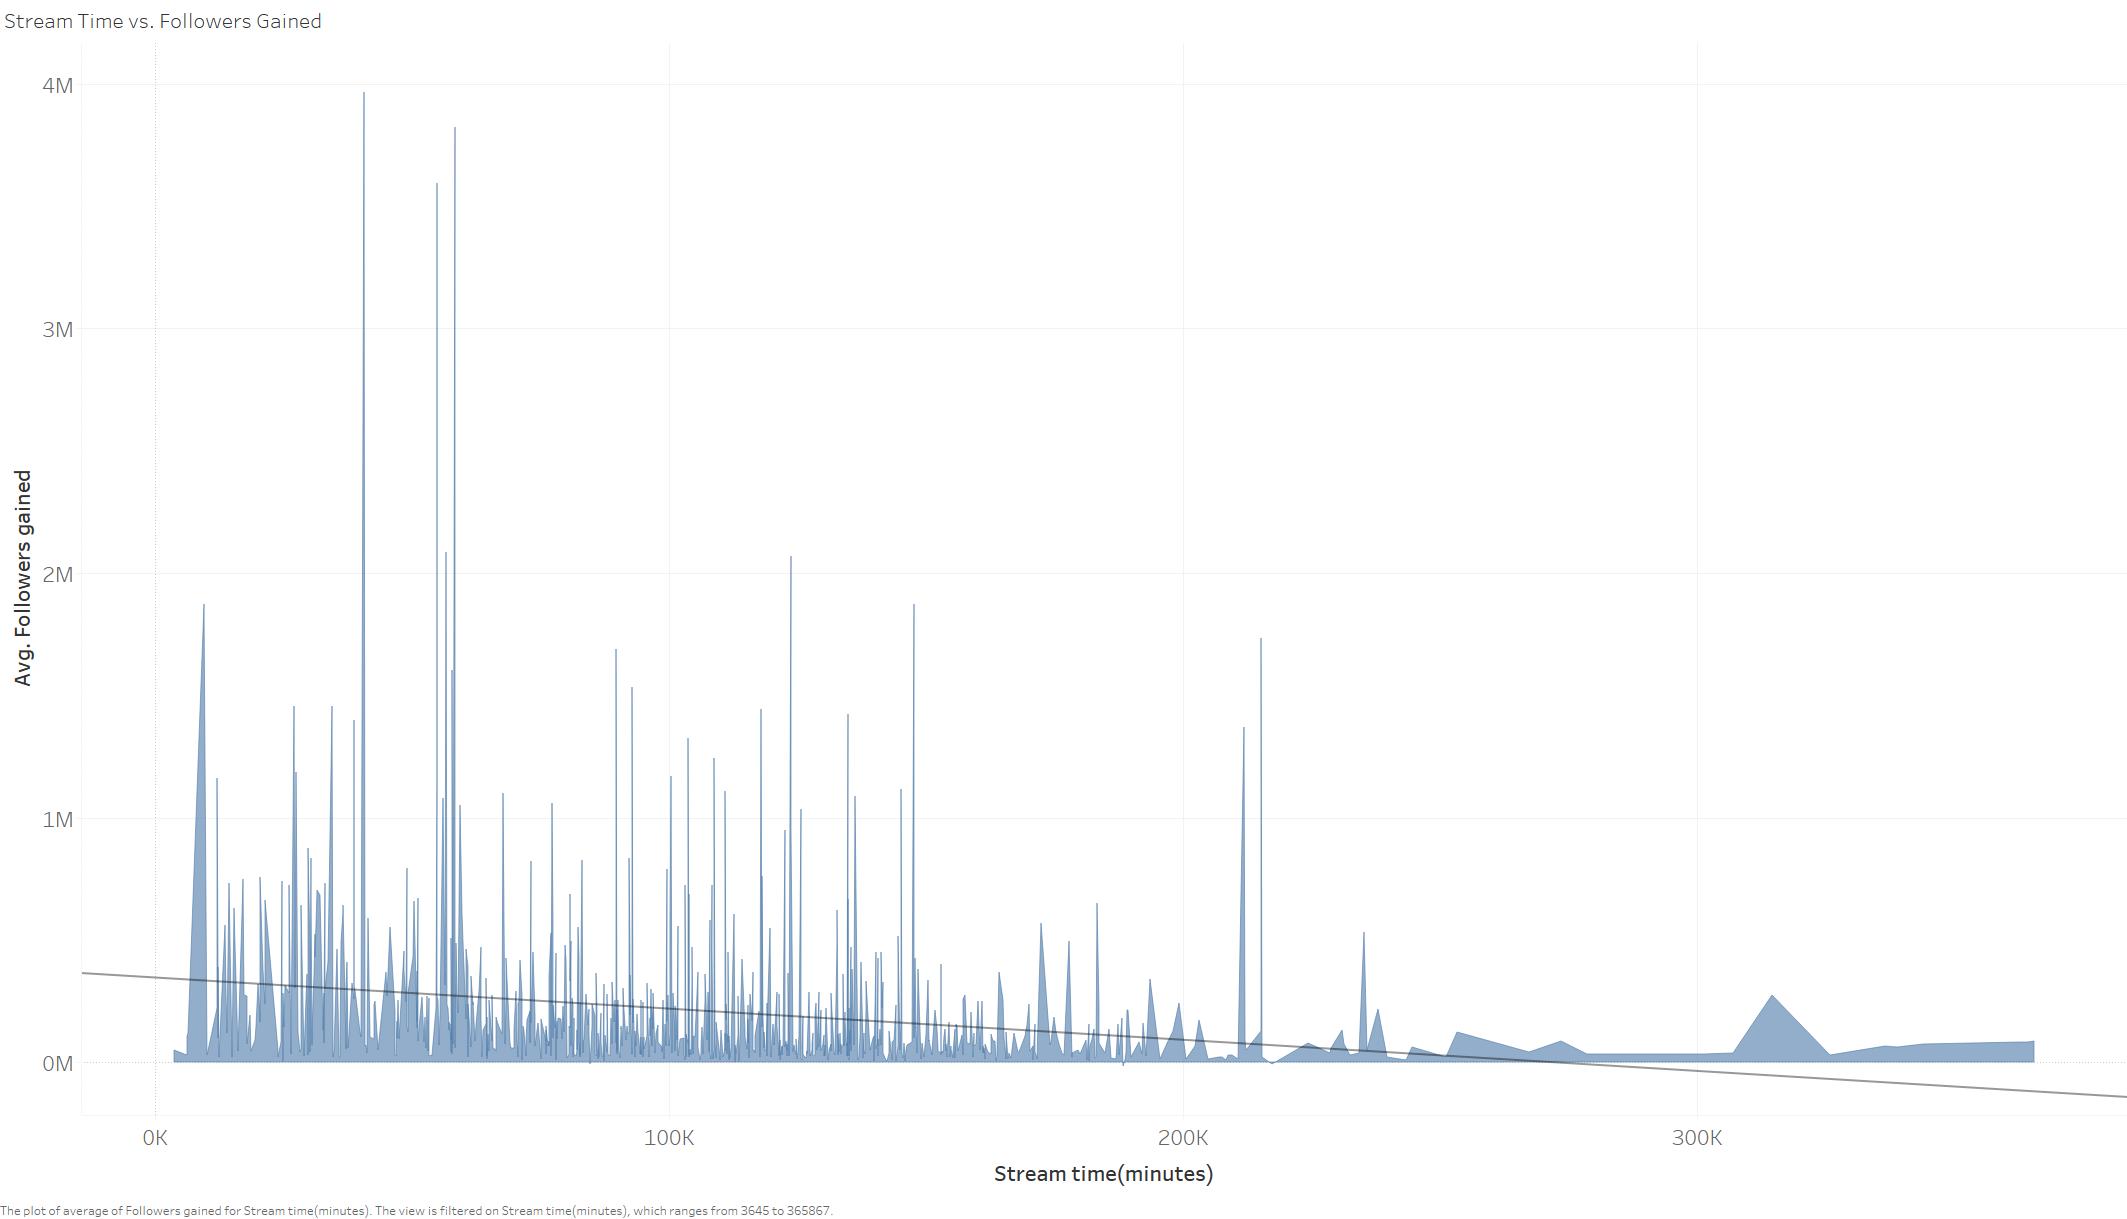 Stream Time vs. Followers Gained
4M
3M
2M
1M
0M
Avg. Followers gained
0K 100K 200K 300K
Stream time(minutes)
The plot of average of Followers gained for Stream time(minutes). The view is filtered on Stream time(minutes), which ranges from 3645 to 365867.